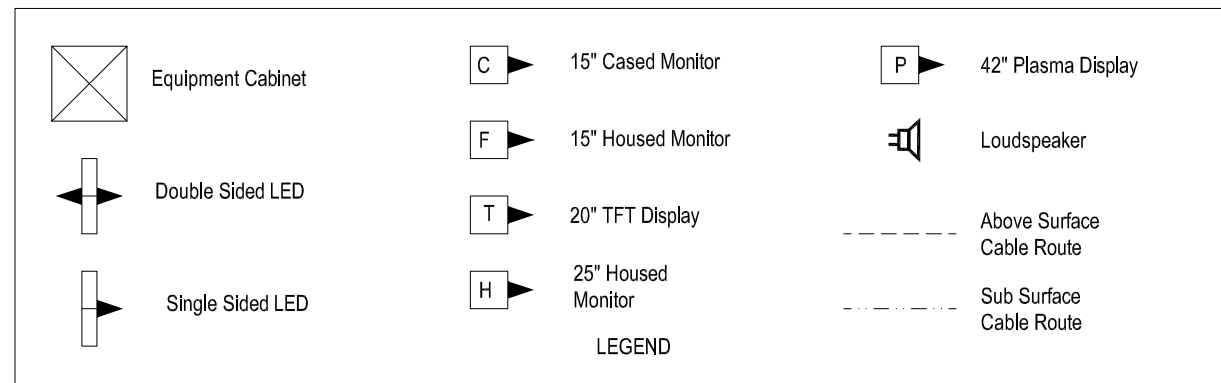 Equipment Cabinet
Double Sided LED
Single Sided LED
C
15" Cased Monitor
F
15" Housed Monitor
T
20" TFT Display
H
25" Housed
Monitor
LEGEND
P
42" Plasma Display
Loudspeaker
Above Surface
Cable Route
Sub Surface
Cable Route